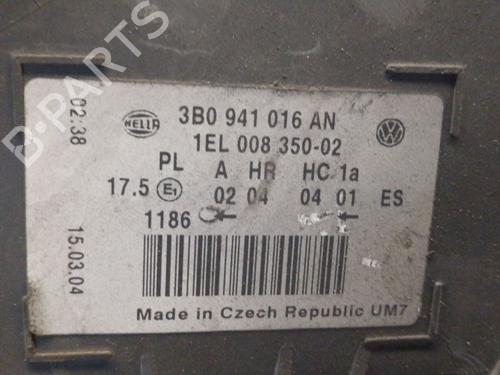 B-PARTS
HELLA
3B0 941 016 AN
1EL 008 350-02
PL A HR HC 1a
17.5 E1 02 04 04 01 ES
1186
02:38
15.03.04
Made in Czech Republic UM7